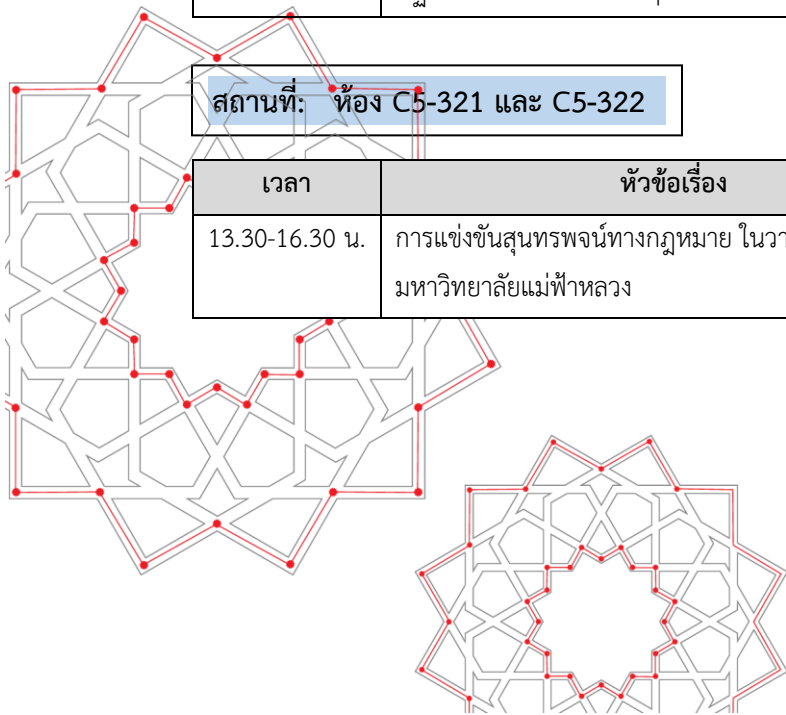 สถานที่: ห้อง C5-321 และ C5-322
เวลา หัวข้อเรื่อง
13.30-16.30 น. การแข่งขันสุนทรพจน์ทางกฎหมาย ในวา
มหาวิทยาลัยแม่ฟ้าหลวง